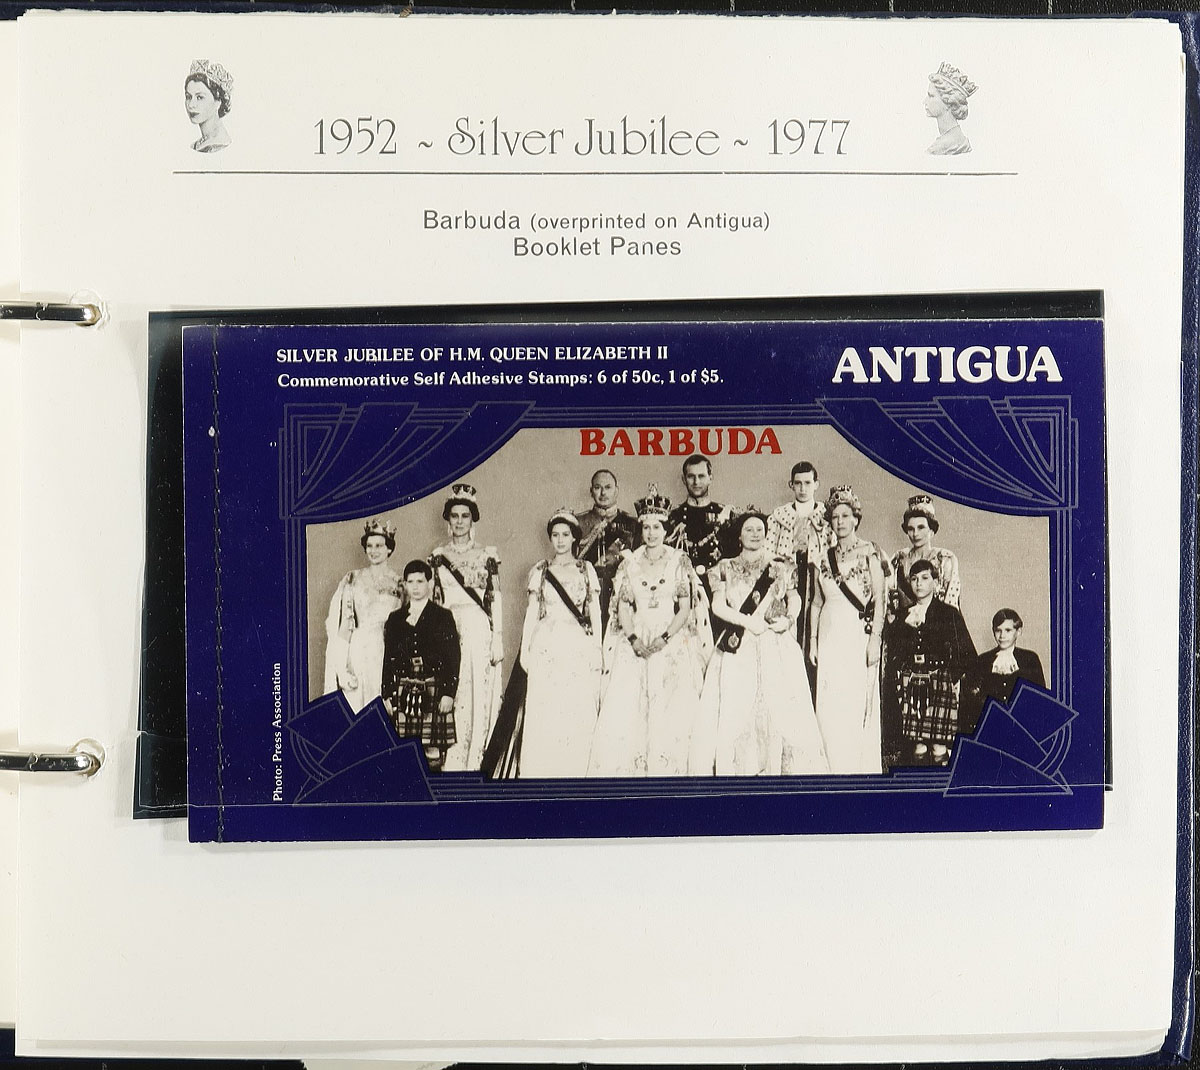 1952 ~ Silver Jubilee ~ 1977
Barbuda (overprinted on Antigua)
Booklet Panes
SILVER JUBILEE OF H.M. QUEEN ELIZABETH II
Commemorative Self Adhesive Stamps: 6 of 50c, 1 of $5.
ANTIGUA
BARBUDA
Photo: Press Association